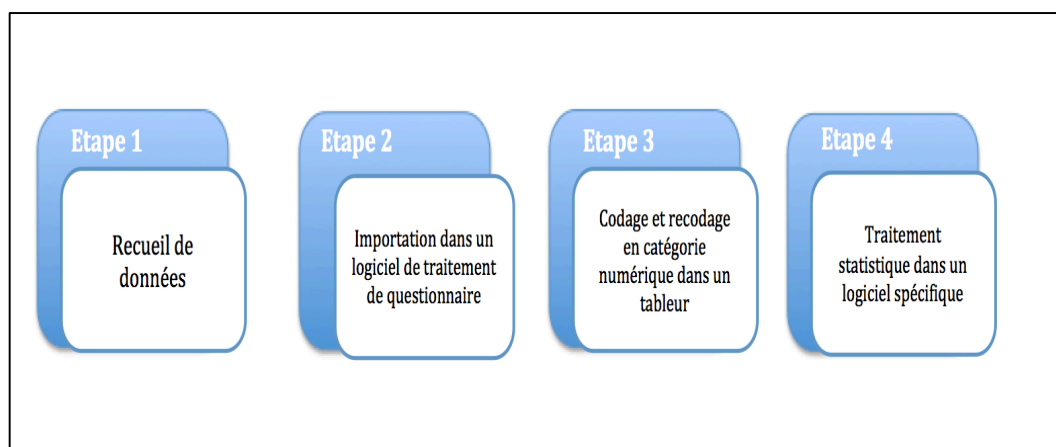 Etape 1
Recueil de
données
Etape 2
Importation dans un
logiciel de traitement
de questionnaire
Etape 3
Codage et recodage
en catégorie
numérique dans un
tableur
Etape 4
Traitement
statistique dans un
logiciel spécifique